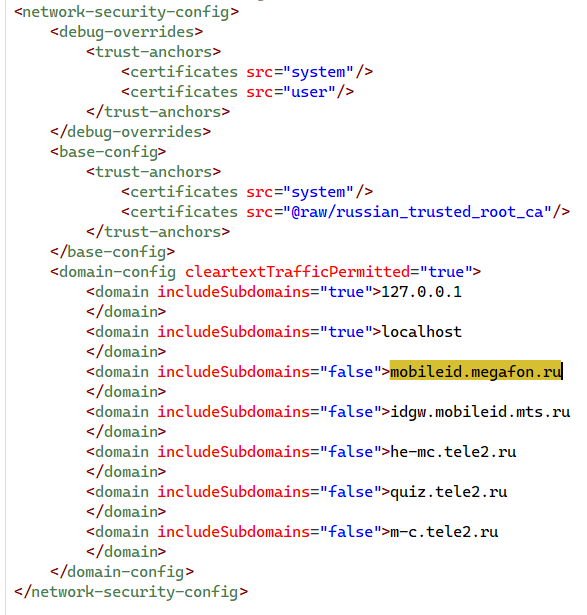 <network-security-config>
<debug-overrides>
<trust-anchors>
<certificates src="system"/>
<certificates src="user"/>
</trust-anchors>
</debug-overrides>
<base-config>
<trust-anchors>
<certificates src="system"/>
<certificates src="@raw/russian_trusted_root_ca"/>
</trust-anchors>
</base-config>
<domain-config cleartextTrafficPermitted="true">
<domain includeSubdomains="true">127.0.0.1
</domain>
<domain includeSubdomains="true">localhost
</domain>
<domain includeSubdomains="false">mobileid.megafon.ru
</domain>
<domain includeSubdomains="false">idgw.mobileid.mts.ru
</domain>
<domain includeSubdomains="false">he-mc.tele2.ru
</domain>
<domain includeSubdomains="false">quiz.tele2.ru
</domain>
<domain includeSubdomains="false">m-c.tele2.ru
</domain>
</domain-config>
</network-security-config>